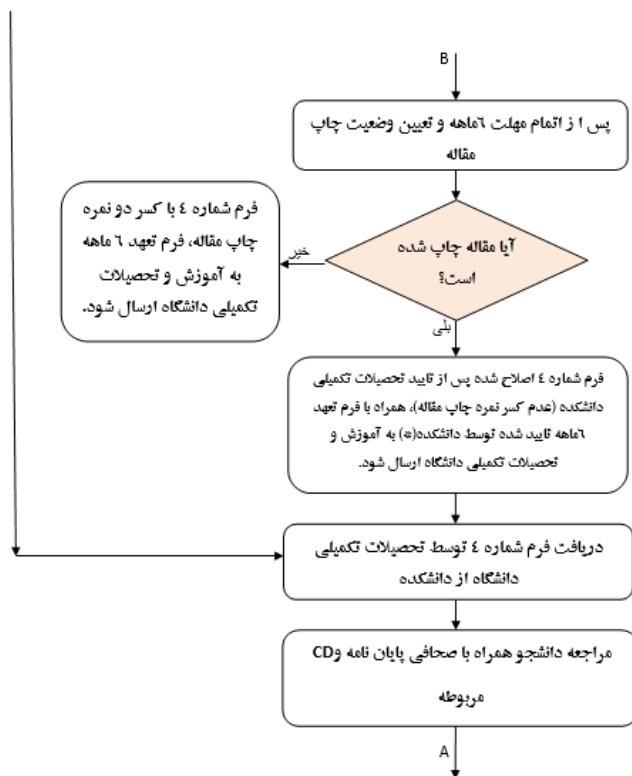 B
پس از اتمام مهلت ٦ماهه و تعیین وضعیت چاپ
مقاله
آیا مقاله چاپ شده
است؟
خیر
فرم شماره ٤ با کسر دو نمره
چاپ مقاله، فرم تعهد ٦ ماهه
به آموزش و تحصیلات
تکمیلی دانشگاه ارسال شود.
بلی
فرم شماره ٤ اصلاح شده پس از تایید تحصیلات تکمیلی
دانشکده (عدم کسر نمره چاپ مقاله)، همراه با فرم تعهد
٦ماهه تایید شده توسط دانشکده(*) به آموزش و
تحصیلات تکمیلی دانشگاه ارسال شود.
دریافت فرم شماره ٤ توسط تحصیلات تکمیلی
دانشگاه از دانشکده
مراجعه دانشجو همراه با صحافی پایان نامه وCD
مربوطه
A